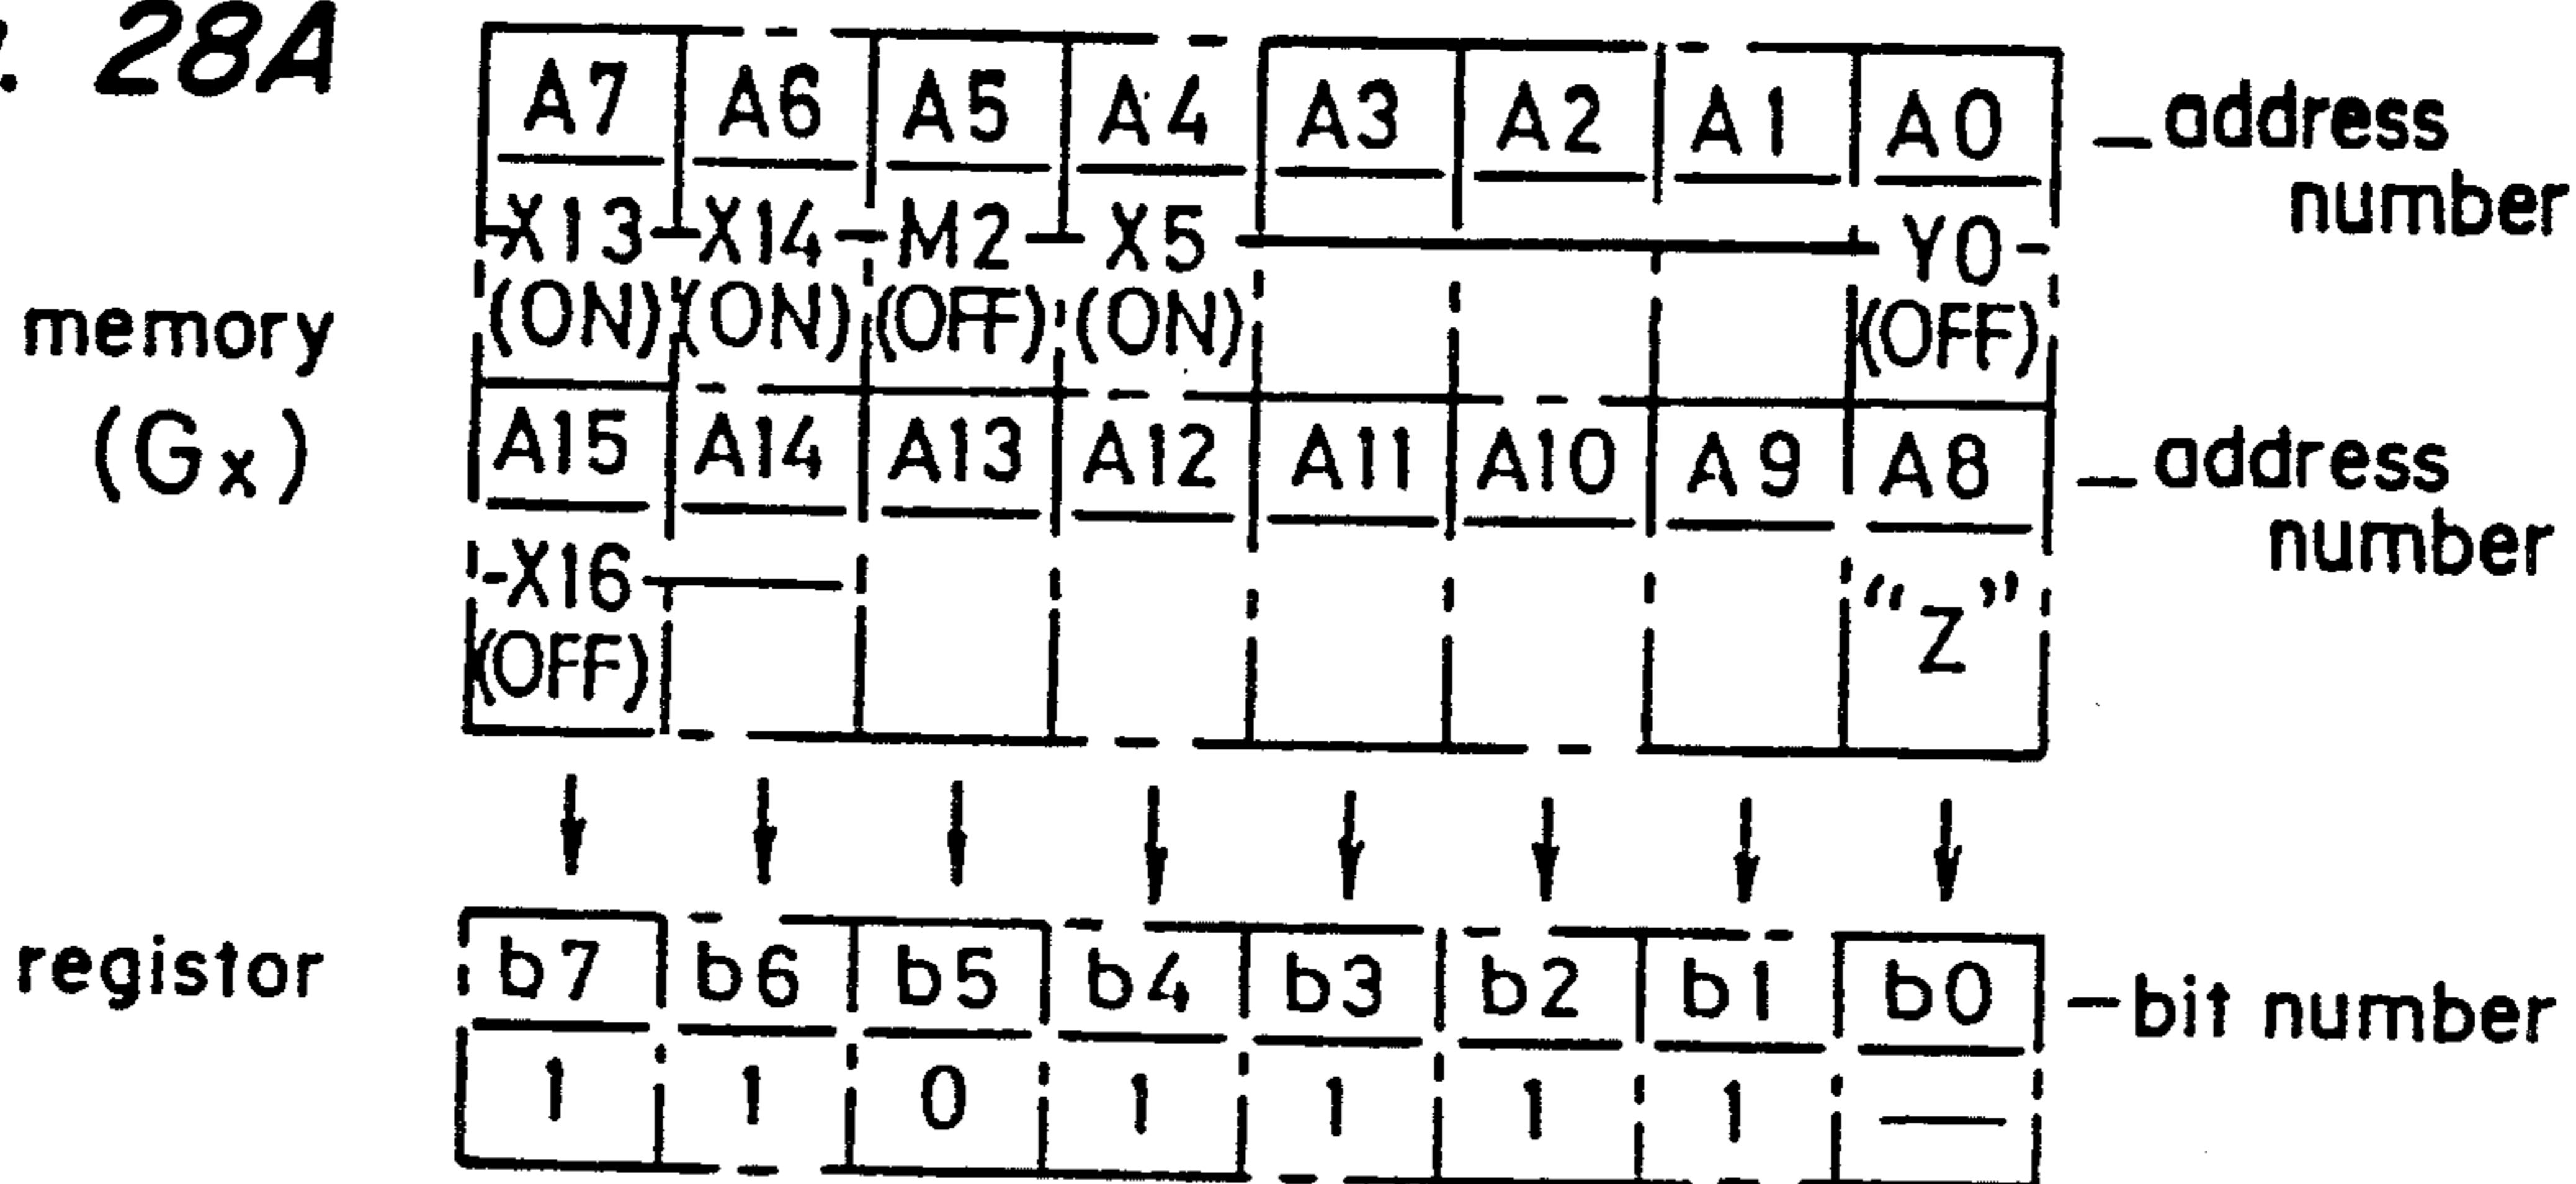 28A
A7 A6 A5 A4 A3 A2 A1 A0
address
number
X13 X14 M2 X5 Y0
(ON) (ON) (OFF) (ON) (OFF)
memory
(Gx)
A15 A14 A13 A12 A11 A10 A9 A8
address
number
X16 "Z"
(OFF)
registor
b7 b6 b5 b4 b3 b2 b1 b0
bit number
1 1 0 1 1 1 1 —